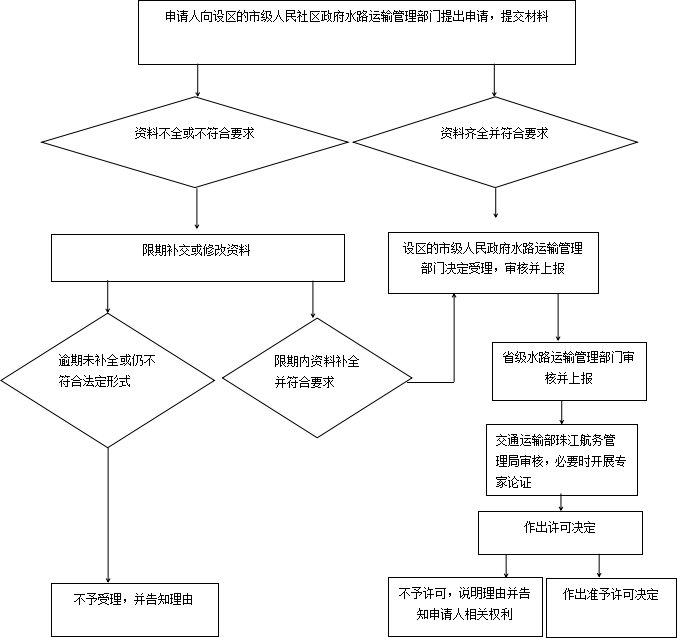 申请人向设区的市级人民社区政府水路运输管理部门提出申请，提交材料
资料不全或不符合要求
资料齐全并符合要求
限期补交或修改资料
设区的市级人民政府水路运输管理
部门决定受理，审核并上报
逾期未补全或仍不
符合法定形式
限期内资料补全
并符合要求
省级水路运输管理部门审
核并上报
交通运输部珠江航务管
理局审核，必要时开展专
家论证
作出许可决定
不予受理，并告知理由
不予许可，说明理由并告
知申请人相关权利
作出准予许可决定